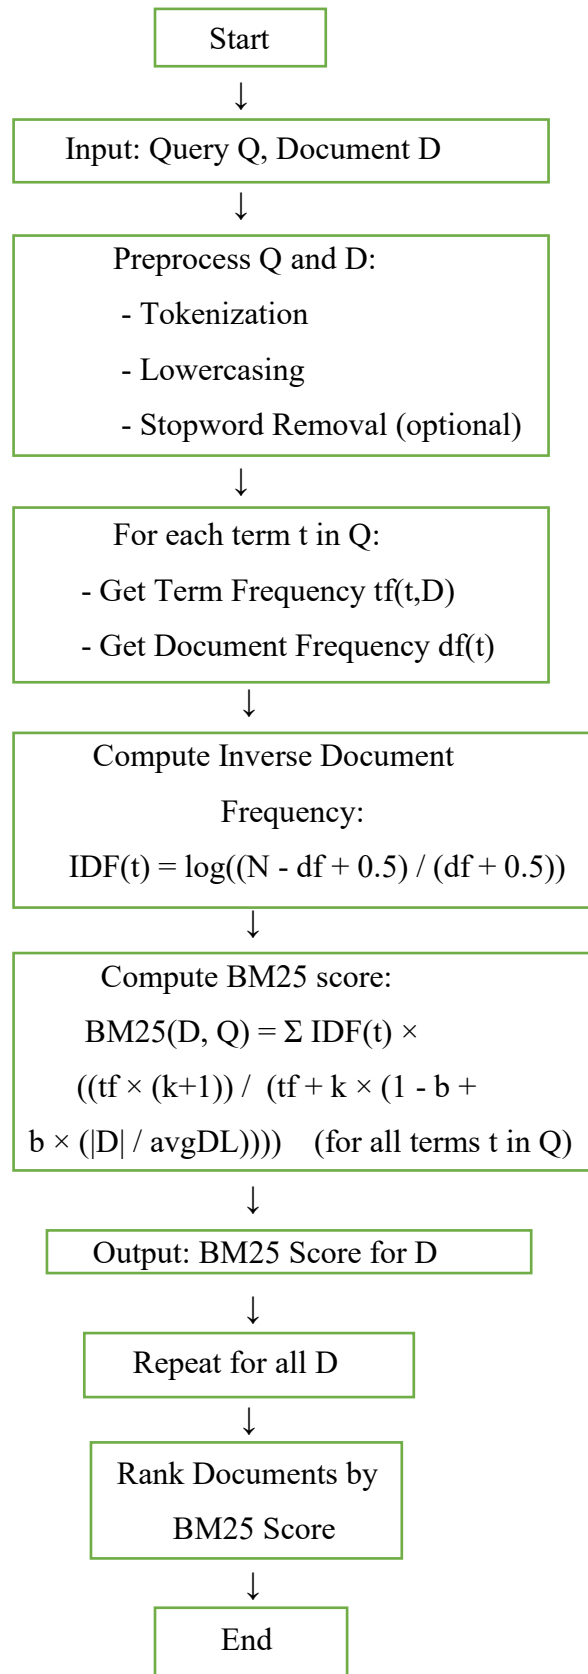 Start
↓
Input: Query Q, Document D
↓
Preprocess Q and D:
- Tokenization
- Lowercasing
- Stopword Removal (optional)
↓
For each term t in Q:
- Get Term Frequency tf(t,D)
- Get Document Frequency df(t)
↓
Compute Inverse Document
Frequency:
IDF(t) = log((N - df + 0.5) / (df + 0.5))
↓
Compute BM25 score:
BM25(D, Q) = Σ IDF(t) ×
((tf × (k+1)) / (tf + k × (1 - b +
b × (|D| / avgDL)))) (for all terms t in Q)
↓
Output: BM25 Score for D
↓
Repeat for all D
↓
Rank Documents by
BM25 Score
↓
End